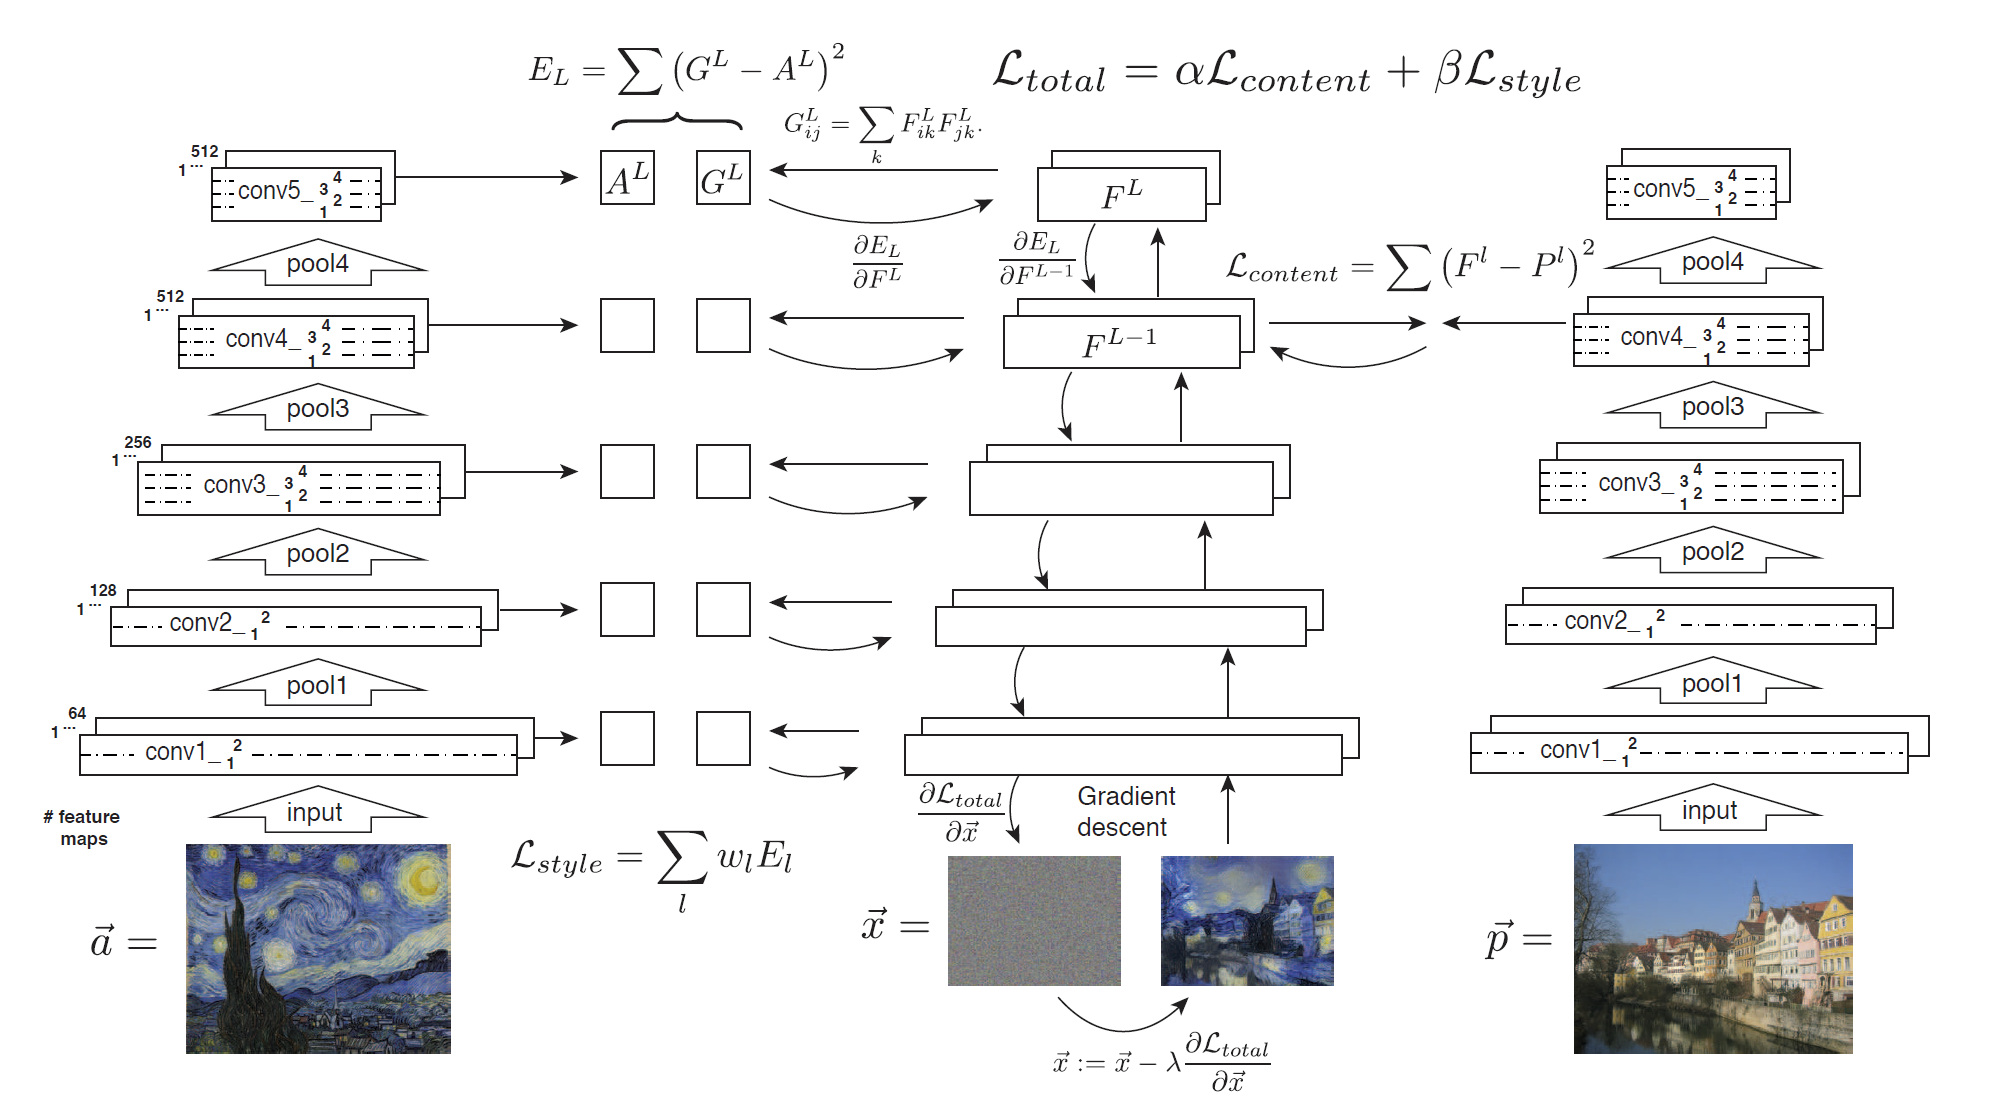 E_L = ∑ (G^L − A^L)^2
ℒ_total = αℒ_content + βℒ_style
G^L_ij = ∑_k F^L_ik F^L_jk.
512
1 ...
conv5_ 1 2 3 4
A^L
G^L
F^L
conv5_ 1 2 3 4
pool4
∂E_L/∂F^L
∂E_L/∂F^{L−1}
ℒ_content = ∑ (F^l − P^l)^2
pool4
512
1 ...
conv4_ 1 2 3 4
F^{L−1}
conv4_ 1 2 3 4
pool3
pool3
256
1 ...
conv3_ 1 2 3 4
conv3_ 1 2 3 4
pool2
pool2
128
1 ...
conv2_ 1 2
conv2_ 1 2
pool1
pool1
64
1 ...
conv1_ 1 2
conv1_ 1 2
# feature
maps
input
∂ℒ_total/∂x⃗
Gradient
descent
input
ℒ_style = ∑_l w_l E_l
a⃗ =
x⃗ =
p⃗ =
x⃗ := x⃗ − λ ∂ℒ_total/∂x⃗